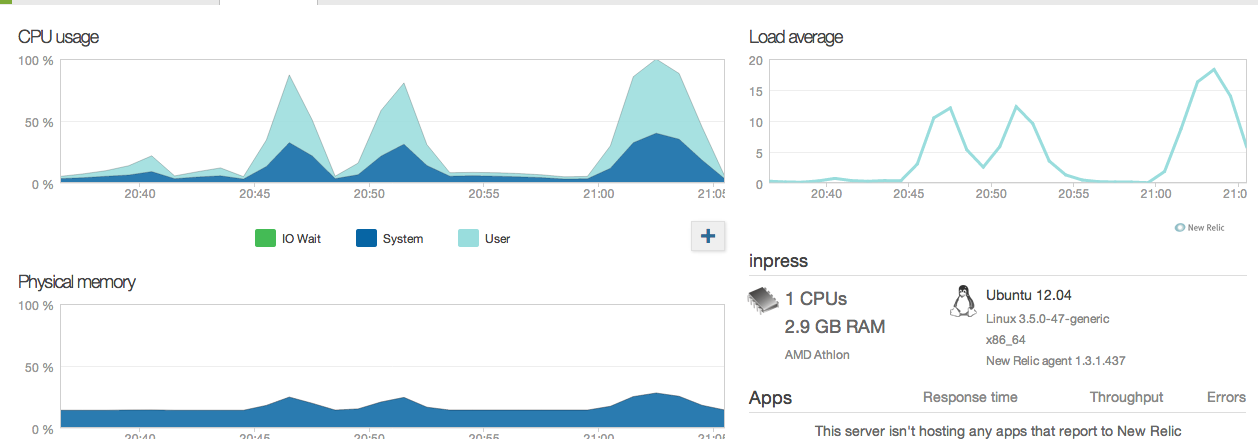 CPU usage
100 %
50 %
0 %
20:40 20:45 20:50 20:55 21:00 21:05
IO Wait System User
+
Load average
20
15
10
5
0
20:40 20:45 20:50 20:55 21:00 21:0
New Relic
Physical memory
100 %
50 %
0 %
20:40 20:45 20:50 20:55 21:00 21:05
inpress
1 CPUs
2.9 GB RAM
AMD Athlon
Ubuntu 12.04
Linux 3.5.0-47-generic
x86_64
New Relic agent 1.3.1.437
Apps Response time Throughput Errors
This server isn't hosting any apps that report to New Relic